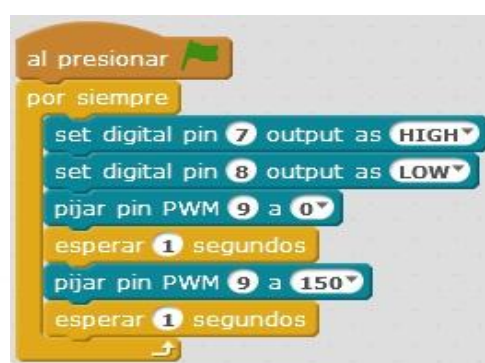 al presionar
por siempre
set digital pin 7 output as HIGH
set digital pin 8 output as LOW
pijar pin PWM 9 a 0
esperar 1 segundos
pijar pin PWM 9 a 150
esperar 1 segundos